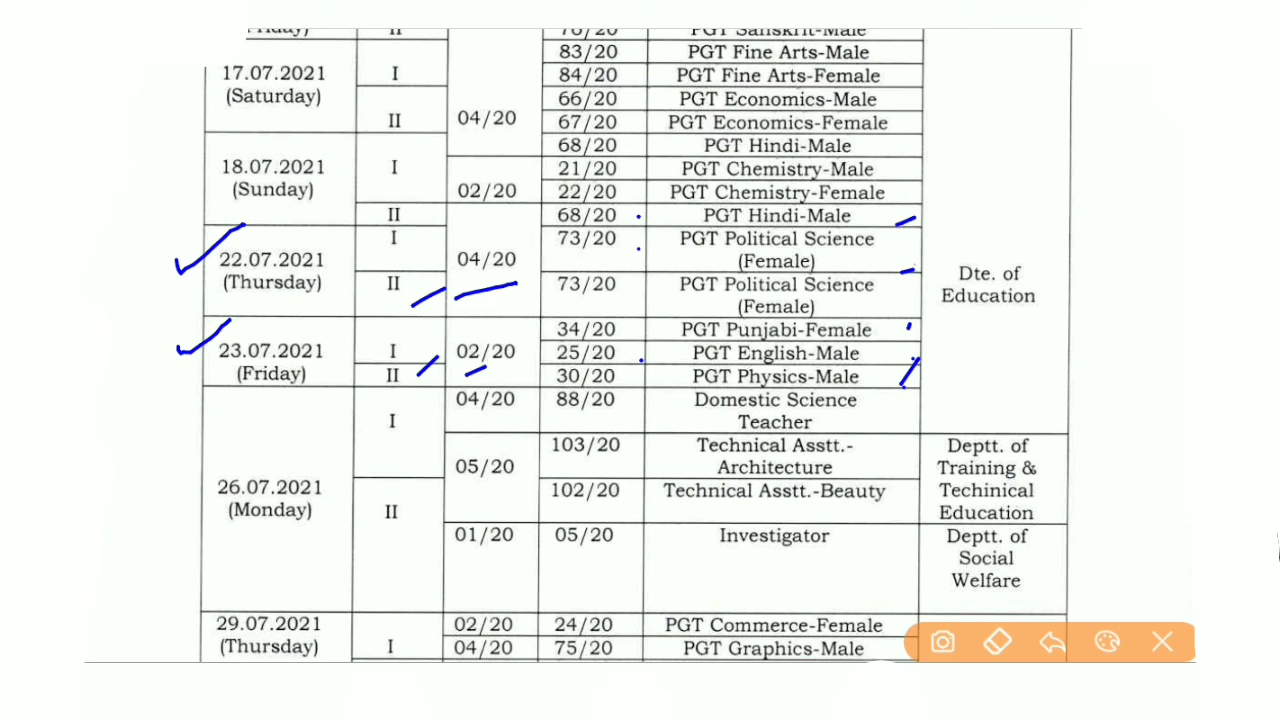 (Friday) II 76/20 PGT Sanskrit-Male
17.07.2021
(Saturday)
I
83/20 PGT Fine Arts-Male
84/20 PGT Fine Arts-Female
II
04/20
66/20 PGT Economics-Male
67/20 PGT Economics-Female
18.07.2021
(Sunday)
I
68/20 PGT Hindi-Male
02/20
21/20 PGT Chemistry-Male
22/20 PGT Chemistry-Female
II
68/20 PGT Hindi-Male
22.07.2021
(Thursday)
I
04/20
73/20 PGT Political Science
(Female)
II
73/20 PGT Political Science
(Female)
Dte. of
Education
23.07.2021
(Friday)
I
02/20
34/20 PGT Punjabi-Female
25/20 PGT English-Male
II
30/20 PGT Physics-Male
26.07.2021
(Monday)
I
04/20 88/20 Domestic Science
Teacher
05/20
103/20 Technical Asstt.-
Architecture
II
102/20 Technical Asstt.-Beauty
Deptt. of
Training &
Techinical
Education
01/20 05/20 Investigator
Deptt. of
Social
Welfare
29.07.2021
(Thursday)
I
02/20 24/20 PGT Commerce-Female
04/20 75/20 PGT Graphics-Male